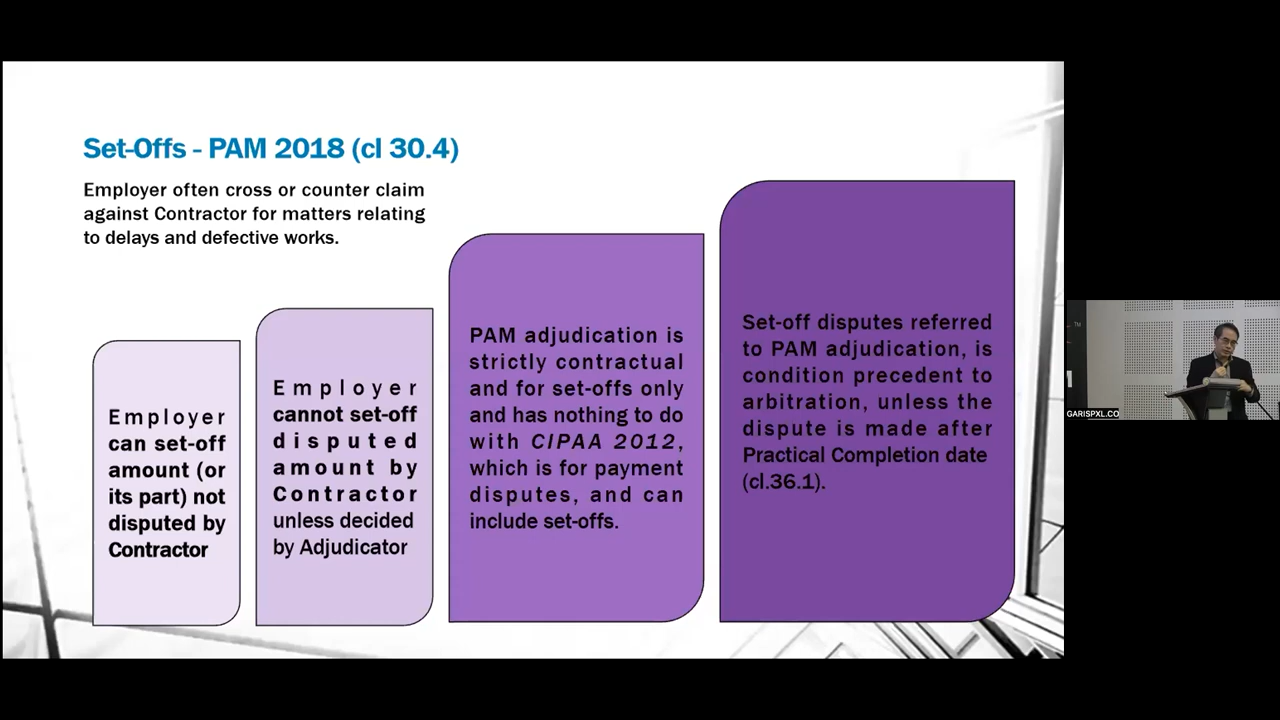 Set-Offs - PAM 2018 (cl 30.4)
Employer often cross or counter claim
against Contractor for matters relating
to delays and defective works.
Employer
can set-off
amount (or
its part) not
disputed by
Contractor
Employer
cannot set-off
disputed
amount by
Contractor
unless decided
by Adjudicator
PAM adjudication is
strictly contractual
and for set-offs only
and has nothing to do
with CIPAA 2012,
which is for payment
disputes, and can
include set-offs.
Set-off disputes referred
to PAM adjudication, is
condition precedent to
arbitration, unless the
dispute is made after
Practical Completion date
(cl.36.1).
TM
GARISPXL.CO